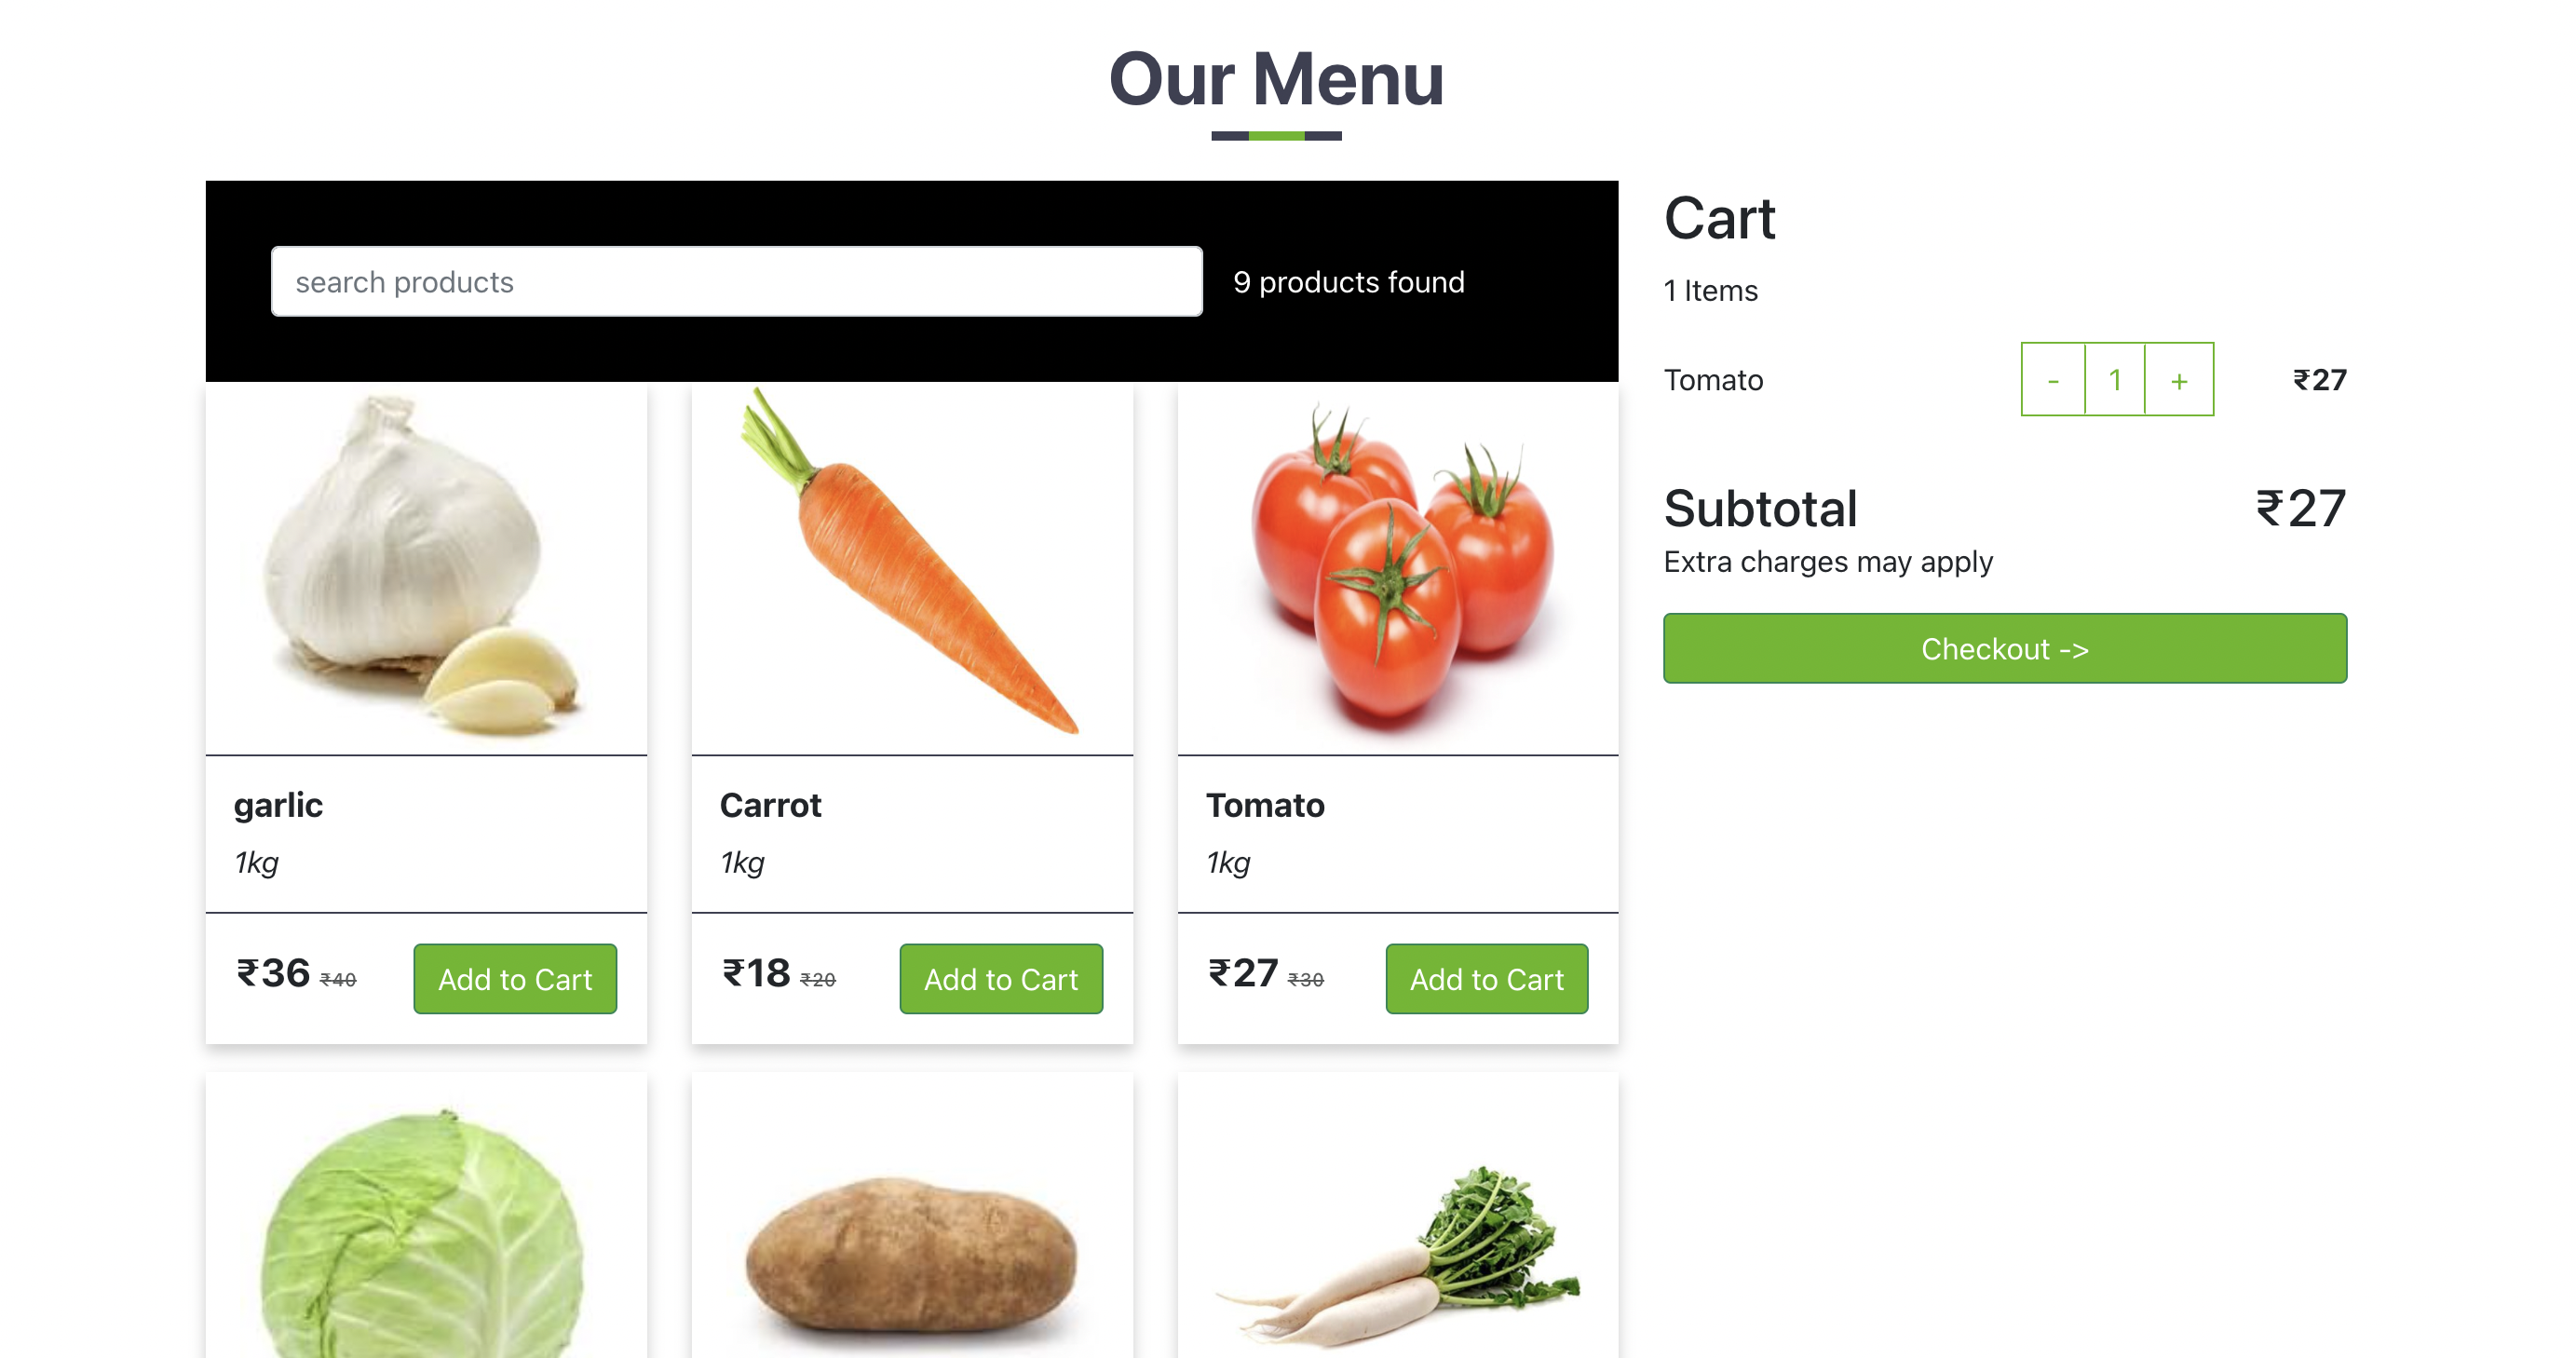 Our Menu
search products
9 products found
Cart
1 Items
Tomato
- 1 +
₹27
Subtotal
₹27
Extra charges may apply
Checkout ->
garlic
1kg
₹36 ₹40
Add to Cart
Carrot
1kg
₹18 ₹20
Add to Cart
Tomato
1kg
₹27 ₹30
Add to Cart